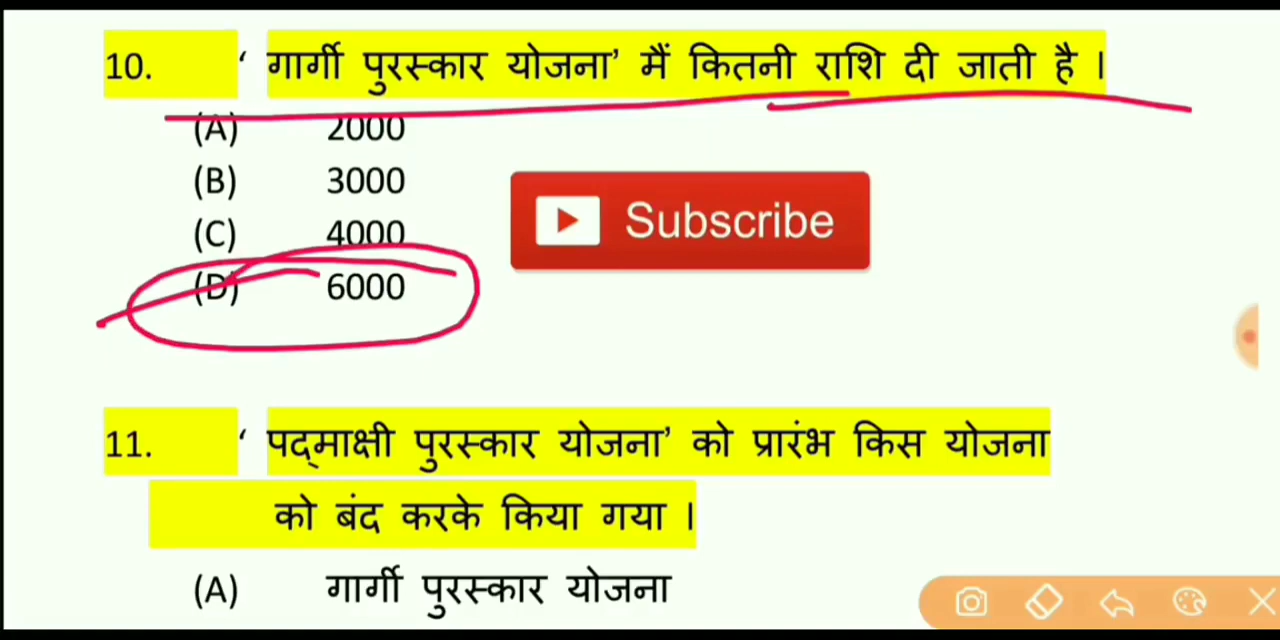 10. ‘ गार्गी पुरस्कार योजना’ मैं कितनी राशि दी जाती है ।
(A) 2000
(B) 3000
(C) 4000
(D) 6000
Subscribe
11. ‘ पद्माक्षी पुरस्कार योजना’ को प्रारंभ किस योजना
को बंद करके किया गया ।
(A) गार्गी पुरस्कार योजना